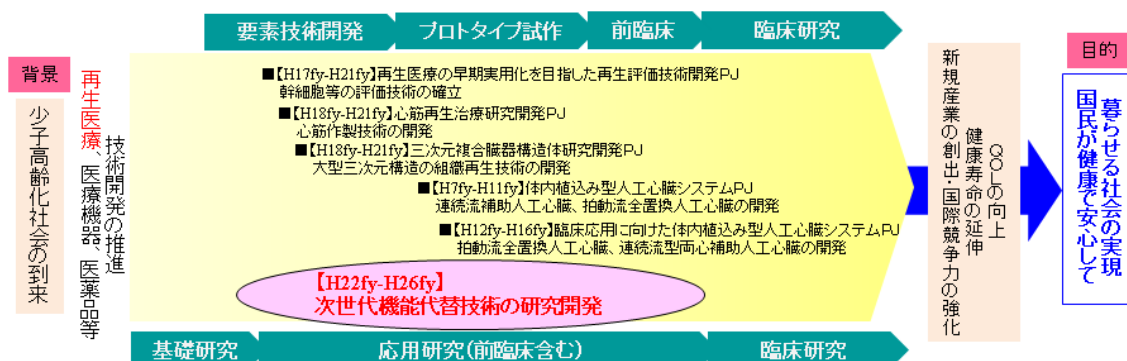 要素技術開発
プロトタイプ試作
前臨床
臨床研究
背景
少子高齢化社会の到来
再生医療、医療機器、医薬品等
技術開発の推進
■【H17fy-H21fy】再生医療の早期実用化を目指した再生評価技術開発PJ
幹細胞等の評価技術の確立
■【H18fy-H21fy】心筋再生治療研究開発PJ
心筋作製技術の開発
■【H18fy-H21fy】三次元複合臓器構造体研究開発PJ
大型三次元構造の組織再生技術の開発
■【H7fy-H11fy】体内植込み型人工心臓システムPJ
連続流補助人工心臓、拍動流全置換人工心臓の開発
■【H12fy-H16fy】臨床応用に向けた体内植込み型人工心臓システムPJ
拍動流全置換人工心臓、連続流型両心補助人工心臓の開発
【H22fy-H26fy】
次世代機能代替技術の研究開発
基礎研究
応用研究(前臨床含む)
臨床研究
QOLの向上
健康寿命の延伸
新規産業の創出・国際競争力の強化
目的
国民が健康で安心して
暮らせる社会の実現